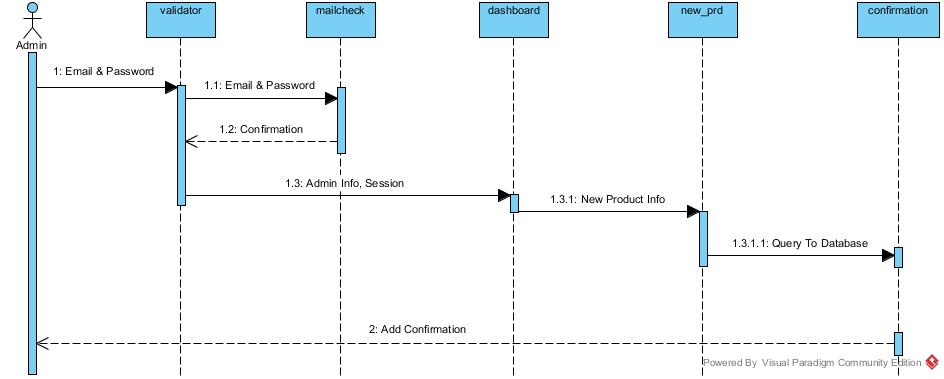 validator
mailcheck
dashboard
new_prd
confirmation
Admin
1: Email & Password
1.1: Email & Password
1.2: Confirmation
1.3: Admin Info, Session
1.3.1: New Product Info
1.3.1.1: Query To Database
2: Add Confirmation
Powered By Visual Paradigm Community Edition